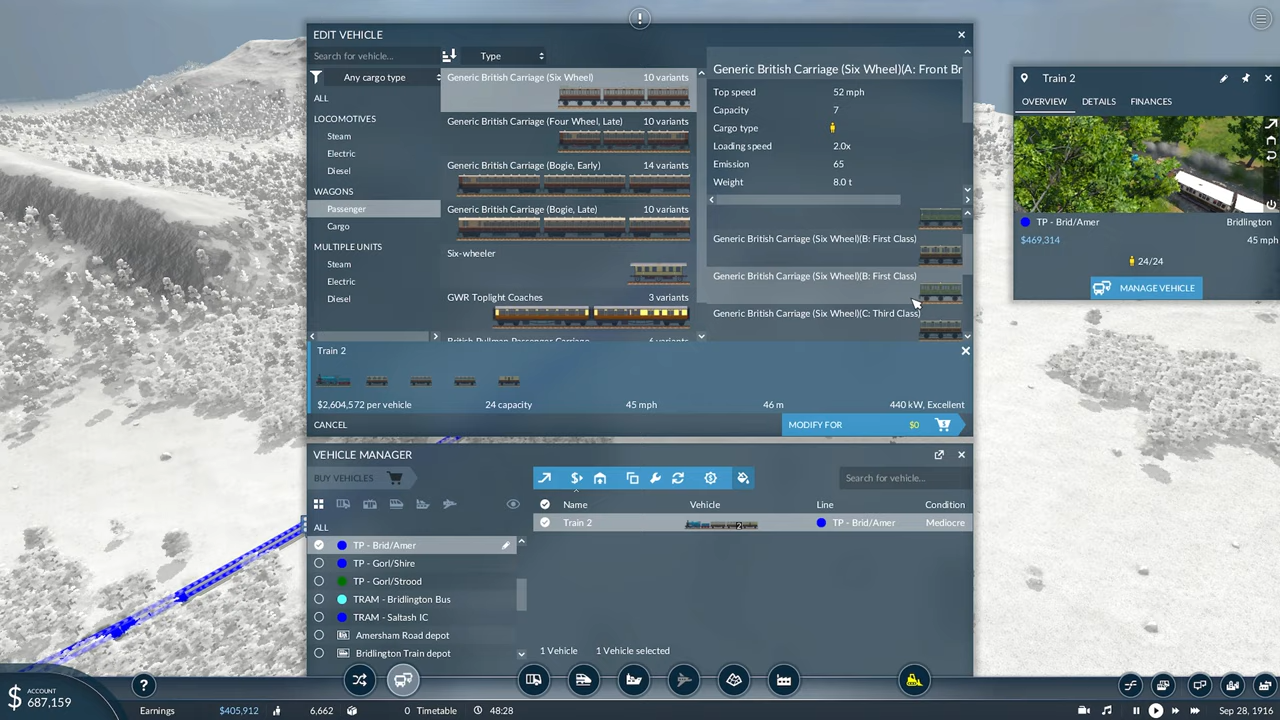 EDIT VEHICLE
Search for vehicle...
Type
Any cargo type
ALL
LOCOMOTIVES
Steam
Electric
Diesel
WAGONS
Passenger
Cargo
MULTIPLE UNITS
Steam
Electric
Diesel
Generic British Carriage (Six Wheel) 10 variants
Generic British Carriage (Four Wheel, Late) 10 variants
Generic British Carriage (Bogie, Early) 14 variants
Generic British Carriage (Bogie, Late) 10 variants
Six-wheeler
GWR Toplight Coaches 3 variants
British Pullman Passenger Carriage 6 variants
Generic British Carriage (Six Wheel)(A: Front Br
Top speed 52 mph
Capacity 7
Cargo type
Loading speed 2.0x
Emission 65
Weight 8.0 t
Generic British Carriage (Six Wheel)(B: First Class)
Generic British Carriage (Six Wheel)(B: First Class)
Generic British Carriage (Six Wheel)(C: Third Class)
Train 2
$2,604,572 per vehicle 24 capacity 45 mph 46 m 440 kW, Excellent
CANCEL
MODIFY FOR $0
Train 2
OVERVIEW DETAILS FINANCES
TP - Brid/Amer Bridlington
$469,314 45 mph
24/24
MANAGE VEHICLE
VEHICLE MANAGER
BUY VEHICLES
Search for vehicle...
ALL
TP - Brid/Amer
TP - Gorl/Shire
TP - Gorl/Strood
TRAM - Bridlington Bus
TRAM - Saltash IC
Amersham Road depot
Bridlington Train depot
Name Vehicle Line Condition
Train 2 2 TP - Brid/Amer Mediocre
1 Vehicle 1 Vehicle selected
$ ACCOUNT
687,159
?
Earnings $405,912 6,662 0 Timetable 48:28
Sep 28, 1916